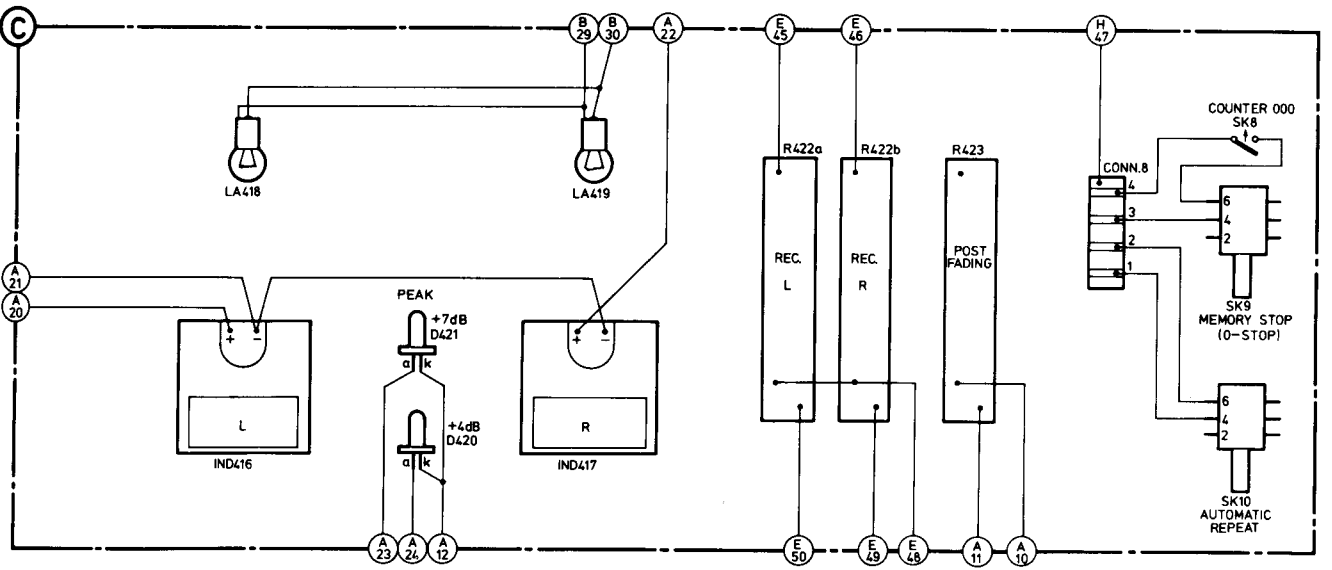 C
B
29
B
30
A
22
E
45
E
46
H
47
COUNTER 000
SK8
LA418
LA419
R422a
R422b
R423
CONN.8
4
3
2
1
6
4
2
REC.
L
REC.
R
POST
FADING
SK9
MEMORY STOP
(0-STOP)
A
21
A
20
PEAK
+7dB
D421
a k
+ -
+ -
L
R
+4dB
D420
a k
IND416
IND417
6
4
2
SK10
AUTOMATIC
REPEAT
A
23
A
24
A
12
E
50
E
49
E
48
A
11
A
10